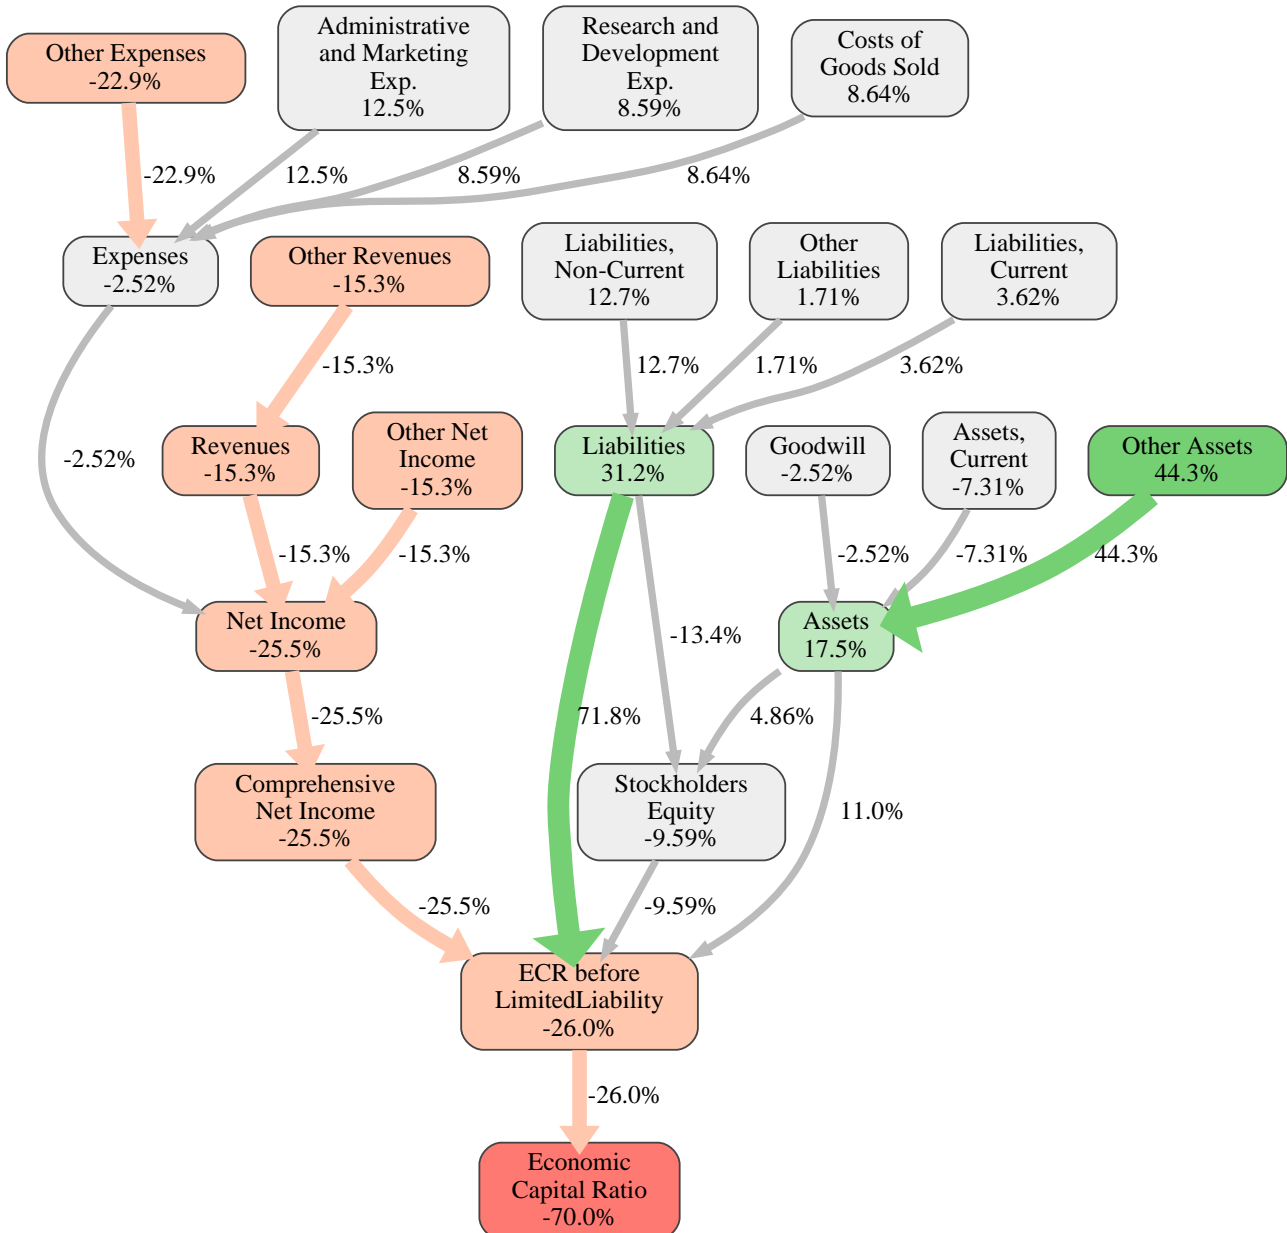 Other Expenses
-22.9%
Administrative
and Marketing
Exp.
12.5%
Research and
Development
Exp.
8.59%
Costs of
Goods Sold
8.64%
-22.9%
12.5%
8.59%
8.64%
Expenses
-2.52%
Other Revenues
-15.3%
Liabilities,
Non-Current
12.7%
Other
Liabilities
1.71%
Liabilities,
Current
3.62%
-15.3%
12.7%
1.71%
3.62%
-2.52%
Revenues
-15.3%
Other Net
Income
-15.3%
Liabilities
31.2%
Goodwill
-2.52%
Assets,
Current
-7.31%
Other Assets
44.3%
-15.3%
-15.3%
-2.52%
-7.31%
44.3%
Net Income
-25.5%
-13.4%
Assets
17.5%
-25.5%
71.8%
4.86%
Comprehensive
Net Income
-25.5%
Stockholders
Equity
-9.59%
11.0%
-25.5%
-9.59%
ECR before
LimitedLiability
-26.0%
-26.0%
Economic
Capital Ratio
-70.0%